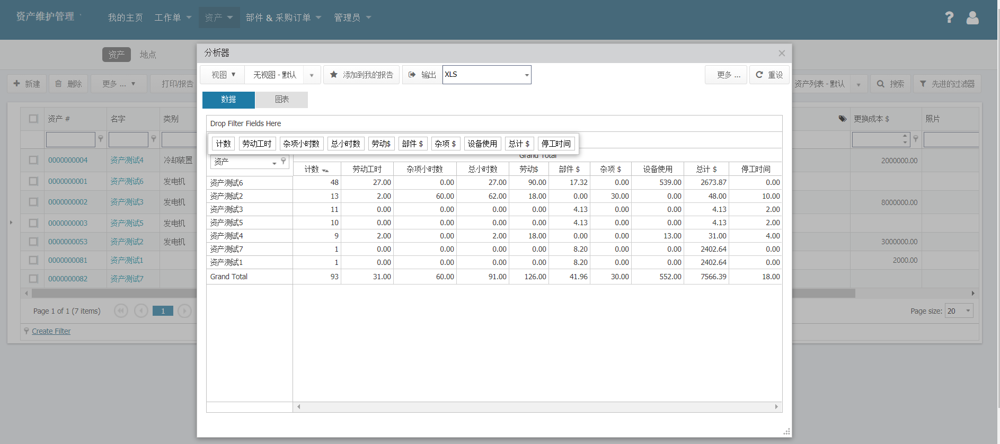 资产维护管理
我的主页 工作单 资产 部件 & 采购订单 管理员
资产 地点
新建 删除 更多 ... 打印/报告
资产列表 - 默认 搜索 先进的过滤器
分析器
视图 无视图 - 默认 添加到我的报告 输出 XLS 更多 ... 重设
数据 图表
Drop Filter Fields Here
计数 劳动工时 杂项小时数 总小时数 劳动$ 部件 $ 杂项 $ 设备使用 总计 $ 停工时间
资产 Grand Total
计数 劳动工时 杂项小时数 总小时数 劳动$ 部件 $ 杂项 $ 设备使用 总计 $ 停工时间
资产测试6 48 27.00 0.00 27.00 90.00 17.32 0.00 539.00 2673.87 0.00
资产测试2 13 2.00 60.00 62.00 18.00 0.00 30.00 0.00 48.00 10.00
资产测试3 11 0.00 0.00 0.00 0.00 4.13 0.00 0.00 4.13 2.00
资产测试5 10 0.00 0.00 0.00 0.00 4.13 0.00 0.00 4.13 2.00
资产测试4 9 2.00 0.00 2.00 18.00 0.00 0.00 13.00 31.00 4.00
资产测试7 1 0.00 0.00 0.00 0.00 8.20 0.00 0.00 2402.64 0.00
资产测试1 1 0.00 0.00 0.00 0.00 8.20 0.00 0.00 2402.64 0.00
Grand Total 93 31.00 60.00 91.00 126.00 41.96 30.00 552.00 7566.39 18.00
资产 # 名字 类别 更换成本 $ 照片
0000000004 资产测试4 冷却装置 2000000.00
0000000001 资产测试6 发电机
0000000002 资产测试3 发电机 8000000.00
0000000003 资产测试5 发电机
0000000053 资产测试2 发电机 3000000.00
0000000081 资产测试1 2000.00
0000000082 资产测试7
Page 1 of 1 (7 items) 1 Page size: 20
Create Filter